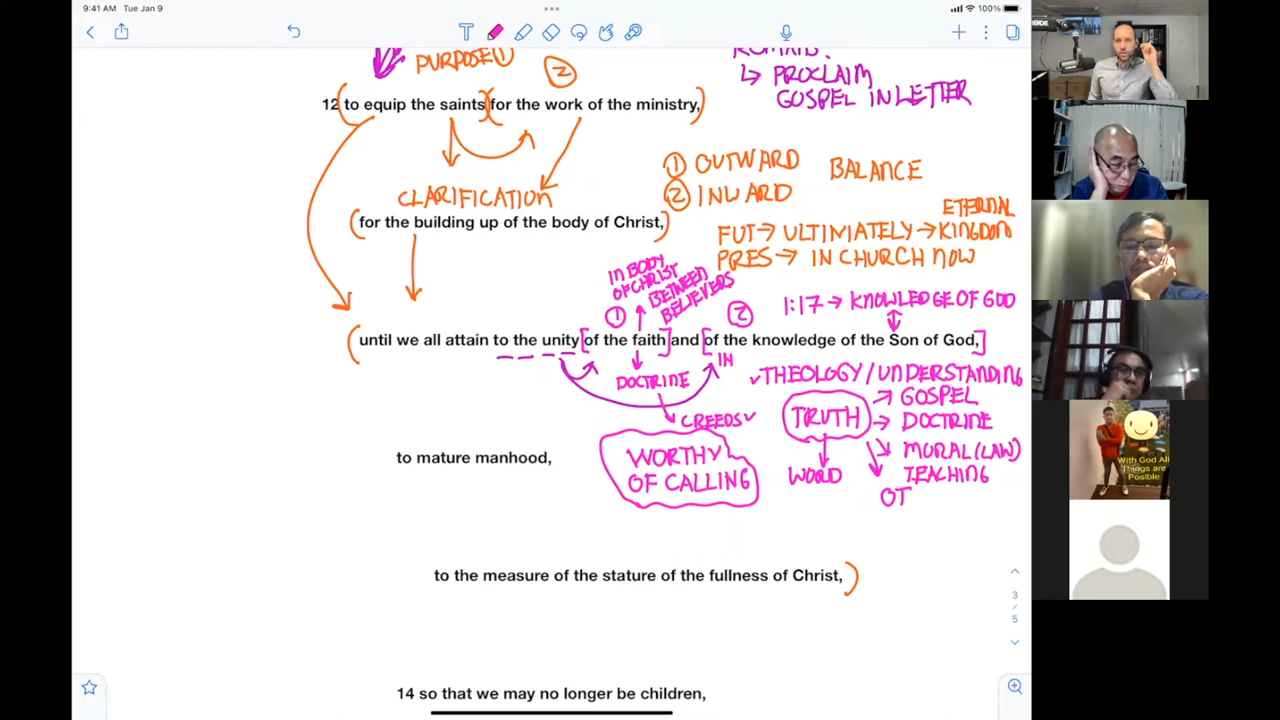 9:41 AM Tue Jan 9
100%
PURPOSE ①
②
ROMANS:
↳ PROCLAIM
GOSPEL IN LETTER
12 to equip the saints for the work of the ministry,
① OUTWARD BALANCE
② INWARD
CLARIFICATION
for the building up of the body of Christ,
ETERNAL
FUT → ULTIMATELY → KINGDOM
PRES → IN CHURCH NOW
IN BODY
OF CHRIST
BETWEEN
BELIEVERS
① ②
1:17 → KNOWLEDGE OF GOD
until we all attain to the unity [of the faith] and [of the knowledge of the Son of God,]
IN
DOCTRINE
THEOLOGY/UNDERSTANDING
CREEDS
TRUTH
GOSPEL
DOCTRINE
MORAL (LAW)
TEACHING
WORD
OT
WORTHY
OF CALLING
to mature manhood,
to the measure of the stature of the fullness of Christ,
3
/
5
14 so that we may no longer be children,
With God All
Things are
Posible